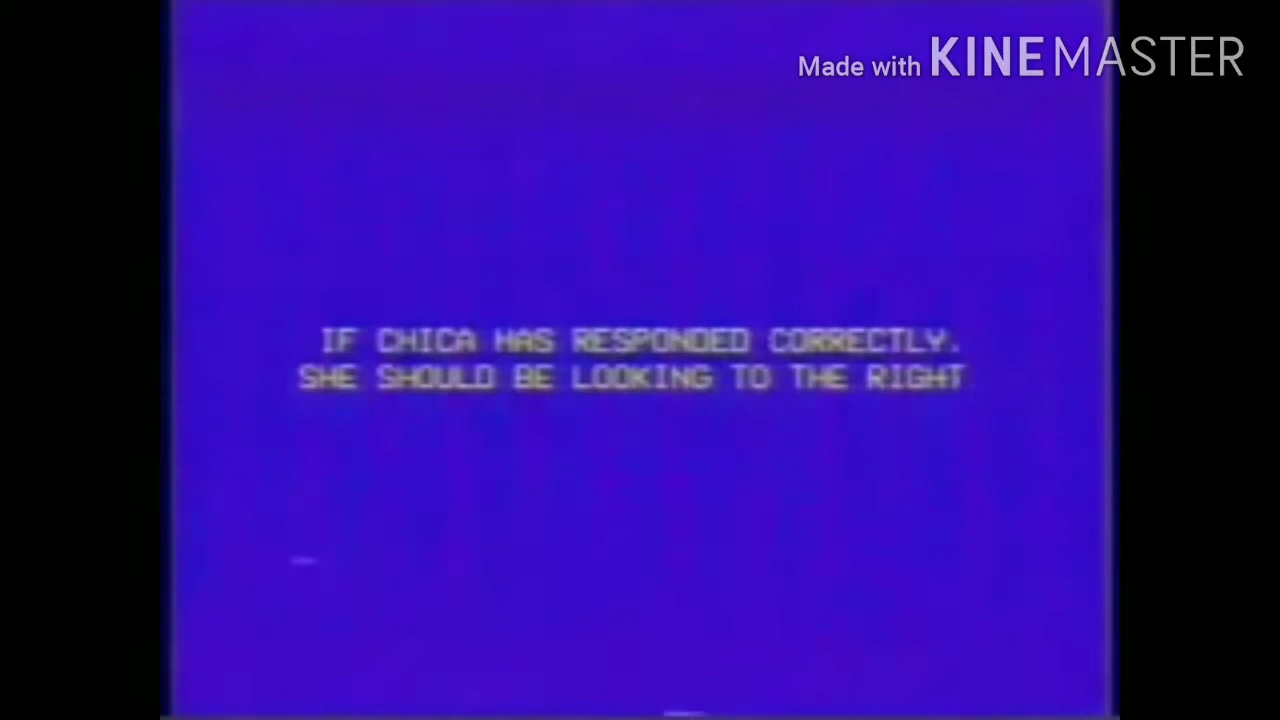 Made with KINEMASTER
IF CHICA HAS RESPONDED CORRECTLY.
SHE SHOULD BE LOOKING TO THE RIGHT.